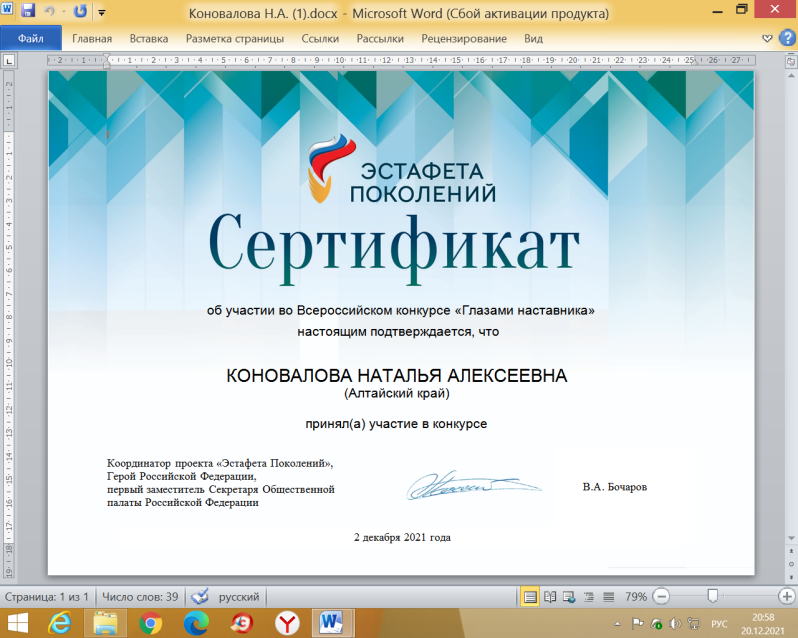 Коновалова Н.А. (1).docx - Microsoft Word (Сбой активации продукта)
Файл Главная Вставка Разметка страницы Ссылки Рассылки Рецензирование Вид
ЭСТАФЕТА
ПОКОЛЕНИЙ
Сертификат
об участии во Всероссийском конкурсе «Глазами наставника»
настоящим подтверждается, что
КОНОВАЛОВА НАТАЛЬЯ АЛЕКСЕЕВНА
(Алтайский край)
принял(а) участие в конкурсе
Координатор проекта «Эстафета Поколений»,
Герой Российской Федерации,
первый заместитель Секретаря Общественной
палаты Российской Федерации
В.А. Бочаров
2 декабря 2021 года
Страница: 1 из 1 Число слов: 39 русский 79%
РУС 20:58
20.12.2021